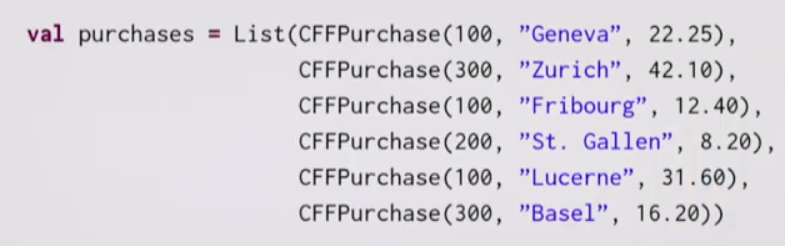 val purchases = List(CFFPurchase(100, ”Geneva”, 22.25),
CFFPurchase(300, ”Zurich”, 42.10),
CFFPurchase(100, ”Fribourg”, 12.40),
CFFPurchase(200, ”St. Gallen”, 8.20),
CFFPurchase(100, ”Lucerne”, 31.60),
CFFPurchase(300, ”Basel”, 16.20))